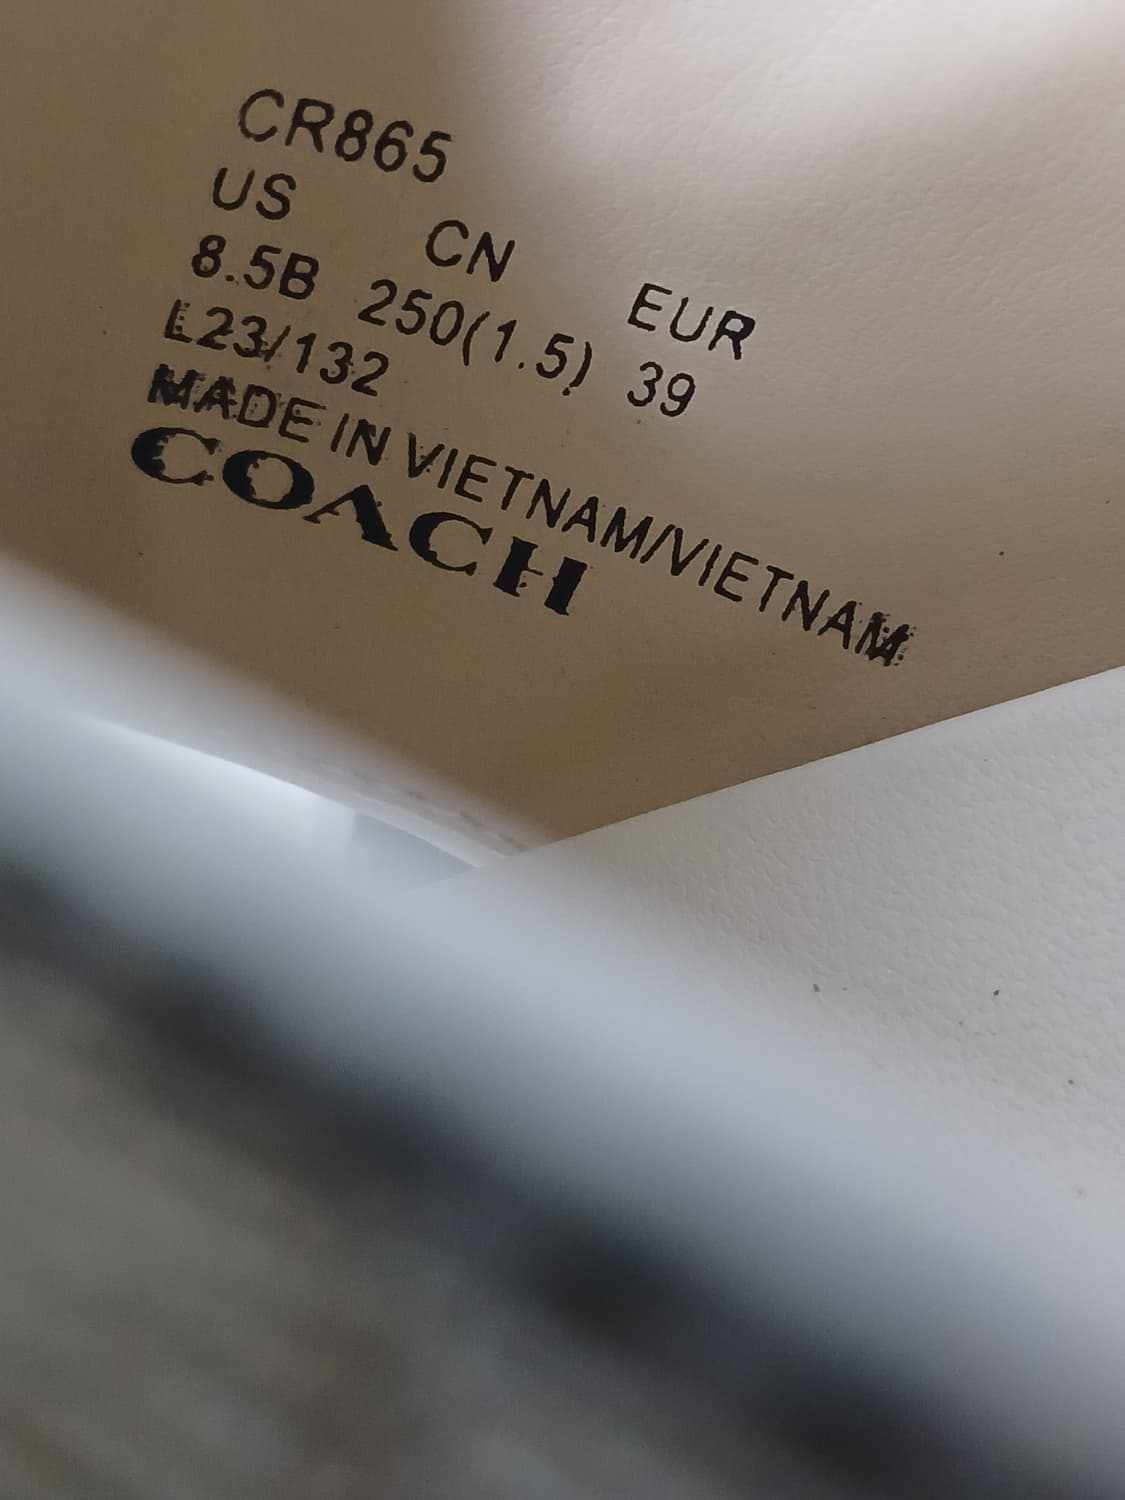 CR865
US CN EUR
8.5B 250(1.5) 39
L23/132
MADE IN VIETNAM/VIETNAM
COACH